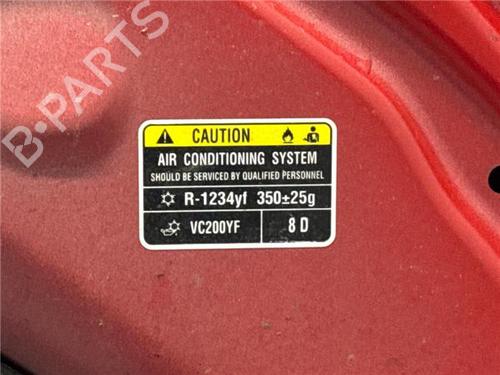 B-PARTS
CAUTION
AIR CONDITIONING SYSTEM
SHOULD BE SERVICED BY QUALIFIED PERSONNEL
R-1234yf 350±25g
VC200YF 8 D